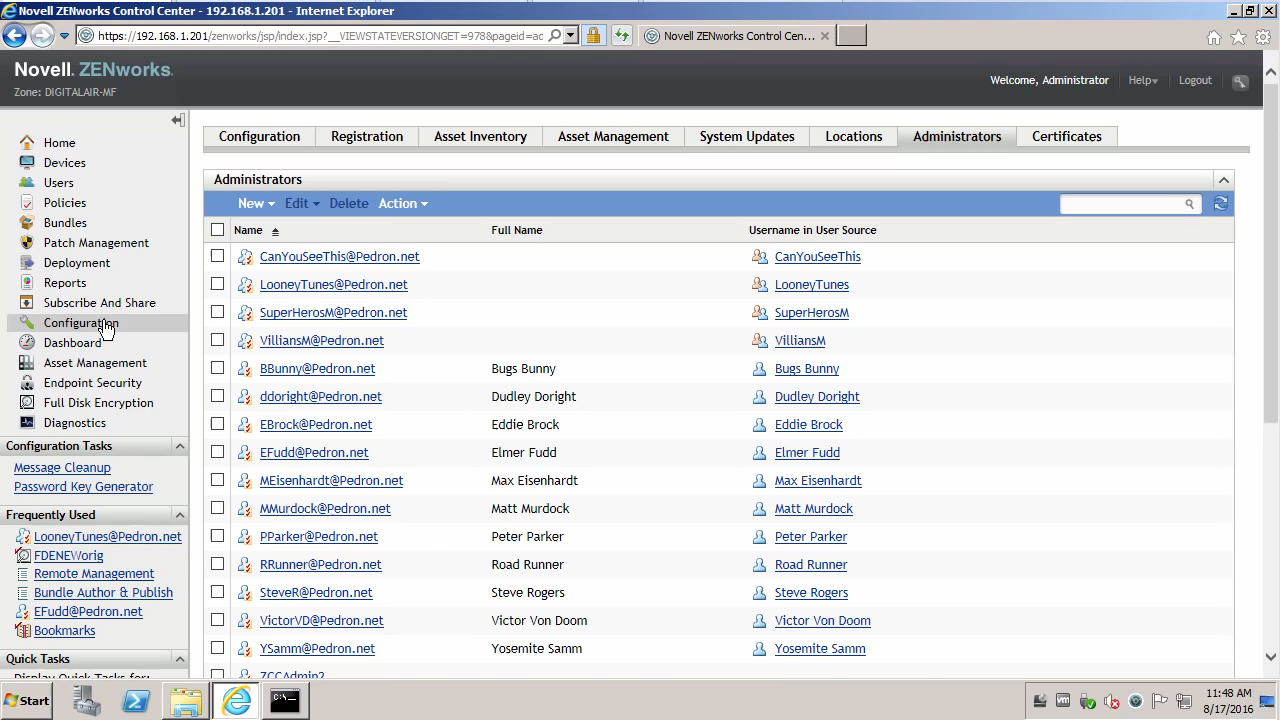 Novell ZENworks Control Center - 192.168.1.201 - Internet Explorer
https://192.168.1.201/zenworks/jsp/index.jsp?__VIEWSTATEVERSIONGET=978&pageid=ac
Novell ZENworks Control Cen...
Novell. ZENworks.
Zone: DIGITALAIR-MF
Welcome, Administrator
Help
Logout
Home
Devices
Users
Policies
Bundles
Patch Management
Deployment
Reports
Subscribe And Share
Configuration
Dashboard
Asset Management
Endpoint Security
Full Disk Encryption
Diagnostics
Configuration Tasks
Message Cleanup
Password Key Generator
Frequently Used
LooneyTunes@Pedron.net
FDENEWorig
Remote Management
Bundle Author & Publish
EFudd@Pedron.net
Bookmarks
Quick Tasks
Display Quick Tasks for:
Configuration Registration Asset Inventory Asset Management System Updates Locations Administrators Certificates
Administrators
New Edit Delete Action
Name Full Name Username in User Source
CanYouSeeThis@Pedron.net CanYouSeeThis
LooneyTunes@Pedron.net LooneyTunes
SuperHerosM@Pedron.net SuperHerosM
VilliansM@Pedron.net VilliansM
BBunny@Pedron.net Bugs Bunny Bugs Bunny
ddoright@Pedron.net Dudley Doright Dudley Doright
EBrock@Pedron.net Eddie Brock Eddie Brock
EFudd@Pedron.net Elmer Fudd Elmer Fudd
MEisenhardt@Pedron.net Max Eisenhardt Max Eisenhardt
MMurdock@Pedron.net Matt Murdock Matt Murdock
PParker@Pedron.net Peter Parker Peter Parker
RRunner@Pedron.net Road Runner Road Runner
SteveR@Pedron.net Steve Rogers Steve Rogers
VictorVD@Pedron.net Victor Von Doom Victor Von Doom
YSamm@Pedron.net Yosemite Samm Yosemite Samm
ZCCAdmin2
Start
11:48 AM
8/17/2016